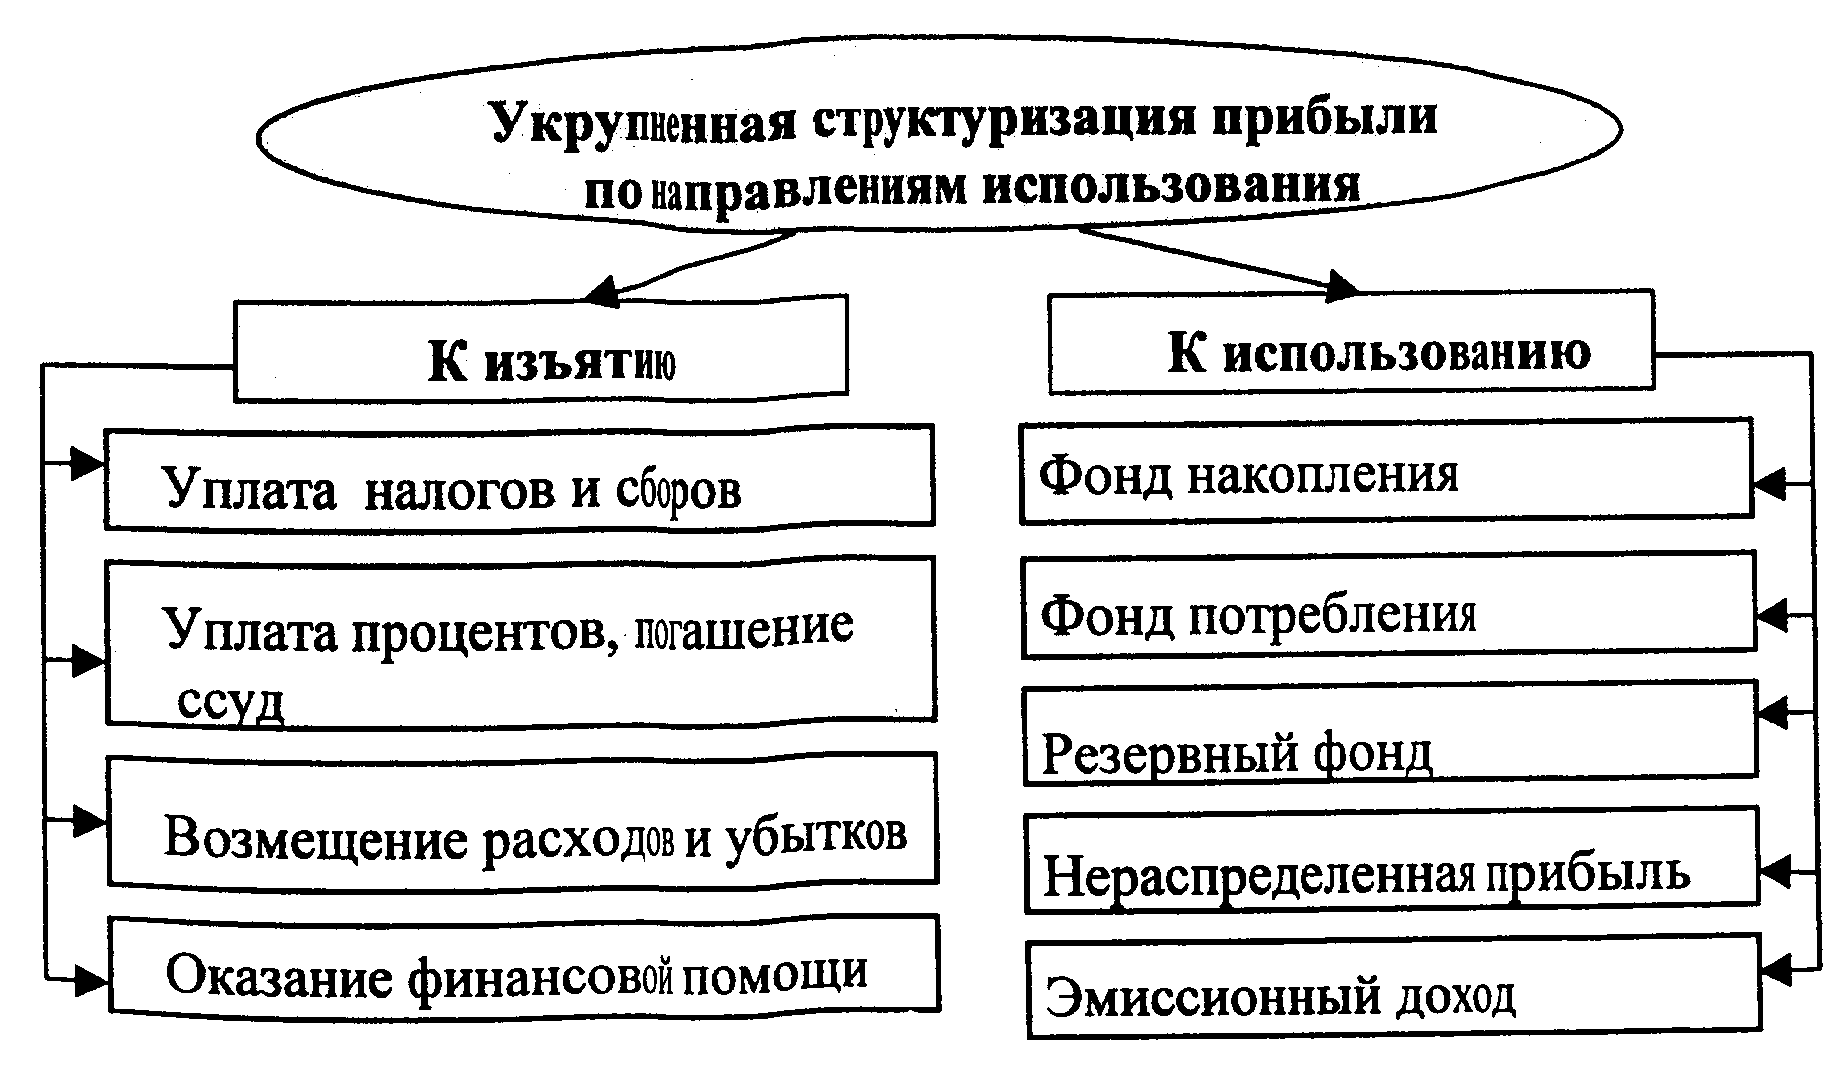 Укрупненная структуризация прибыли
по направлениям использования
К изъятию
Уплата налогов и сборов
Уплата процентов, погашение
ссуд
Возмещение расходов и убытков
Оказание финансовой помощи
К использованию
Фонд накопления
Фонд потребления
Резервный фонд
Нераспределенная прибыль
Эмиссионный доход